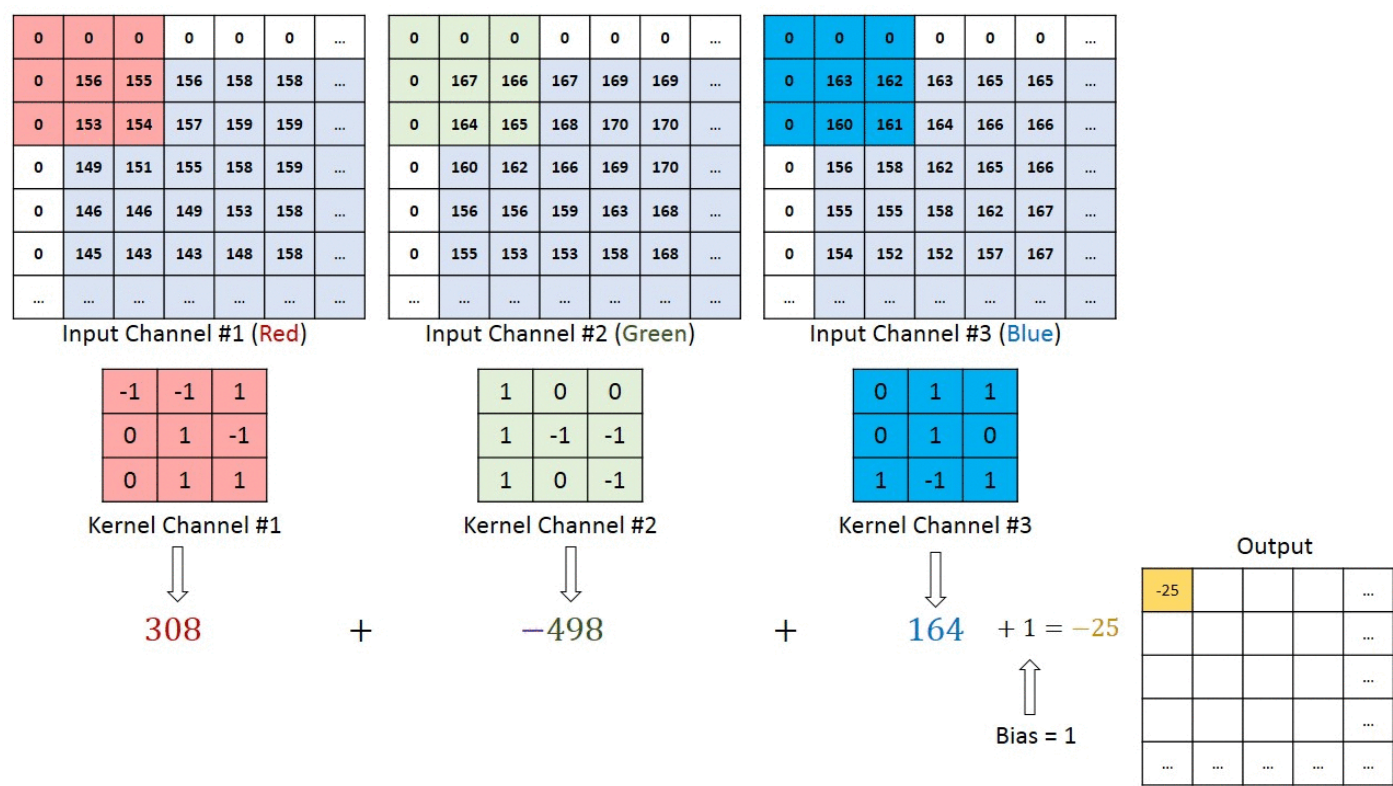 0 0 0 0 0 0 ... 0 0 0 0 0 0 ... 0 0 0 0 0 0 ...
0 156 155 156 158 158 ... 0 167 166 167 169 169 ... 0 163 162 163 165 165 ...
0 153 154 157 159 159 ... 0 164 165 168 170 170 ... 0 160 161 164 166 166 ...
0 149 151 155 158 159 ... 0 160 162 166 169 170 ... 0 156 158 162 165 166 ...
0 146 146 149 153 158 ... 0 156 156 159 163 168 ... 0 155 155 158 162 167 ...
0 145 143 143 148 158 ... 0 155 153 153 158 168 ... 0 154 152 152 157 167 ...
... ... ... ... ... ... ... ... ... ... ... ... ... ... ... ... ... ... ... ... ...
Input Channel #1 (Red) Input Channel #2 (Green) Input Channel #3 (Blue)
-1 -1 1 1 0 0 0 1 1
0 1 -1 1 -1 -1 0 1 0
0 1 1 1 0 -1 1 -1 1
Kernel Channel #1 Kernel Channel #2 Kernel Channel #3
308 + −498 + 164 + 1 = −25
Bias = 1
Output
-25 ...
...
...
...
... ... ... ... ...